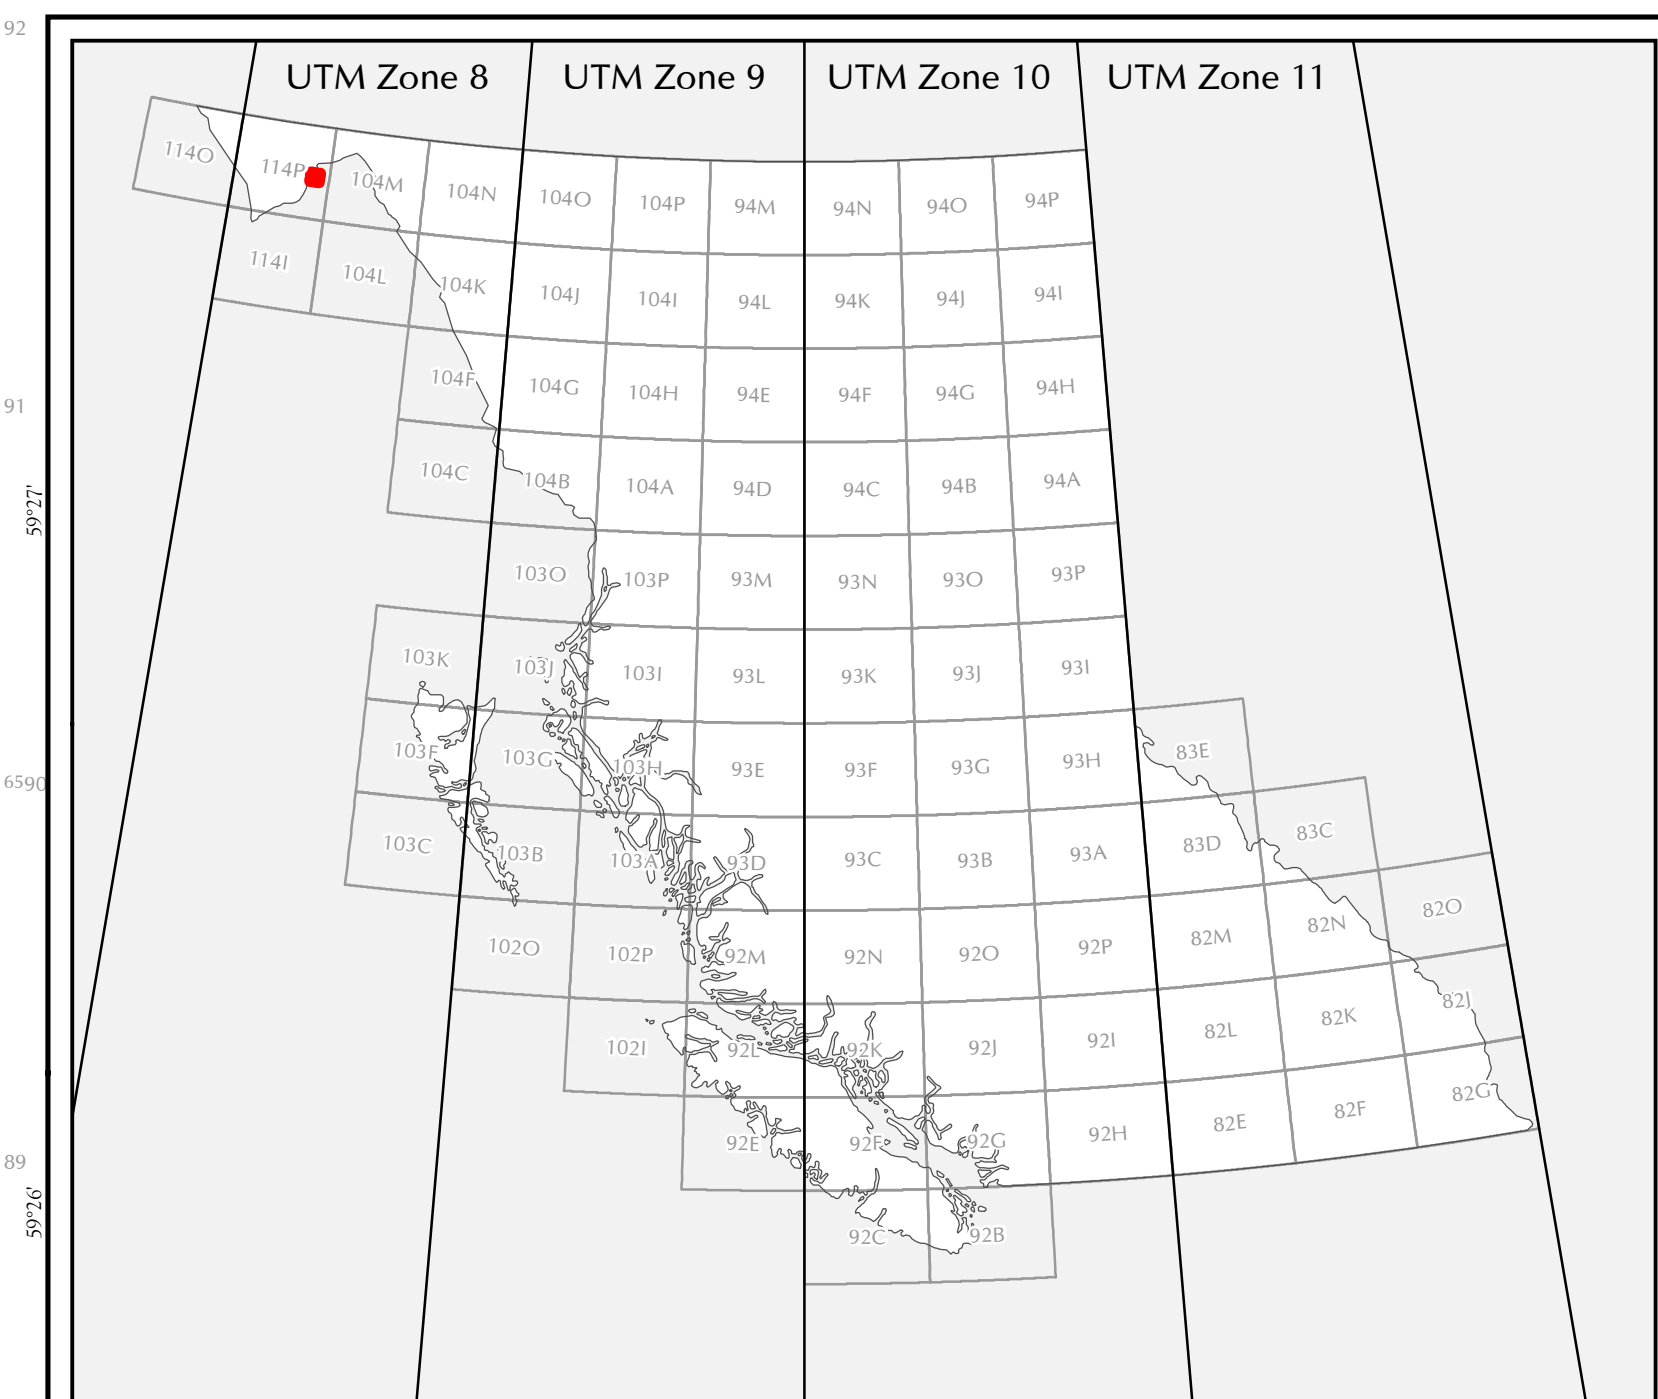 92
UTM Zone 8 UTM Zone 9 UTM Zone 10 UTM Zone 11
114O 114P 104M 104N 104O 104P 94M 94N 94O 94P
114I 104L 104K 104J 104I 94L 94K 94J 94I
91
104F 104G 104H 94E 94F 94G 94H
59°27'
104C 104B 104A 94D 94C 94B 94A
103O 103P 93M 93N 93O 93P
103K 103J 103I 93L 93K 93J 93I
6590
103F 103G 103H 93E 93F 93G 93H 83E
103C 103B 103A 93D 93C 93B 93A 83D 83C
102O 102P 92M 92N 92O 92P 82M 82N 82O
102I 92L 92K 92J 92I 82L 82K 82J
89
92E 92F 92G 92H 82E 82F 82G
59°26'
92C 92B